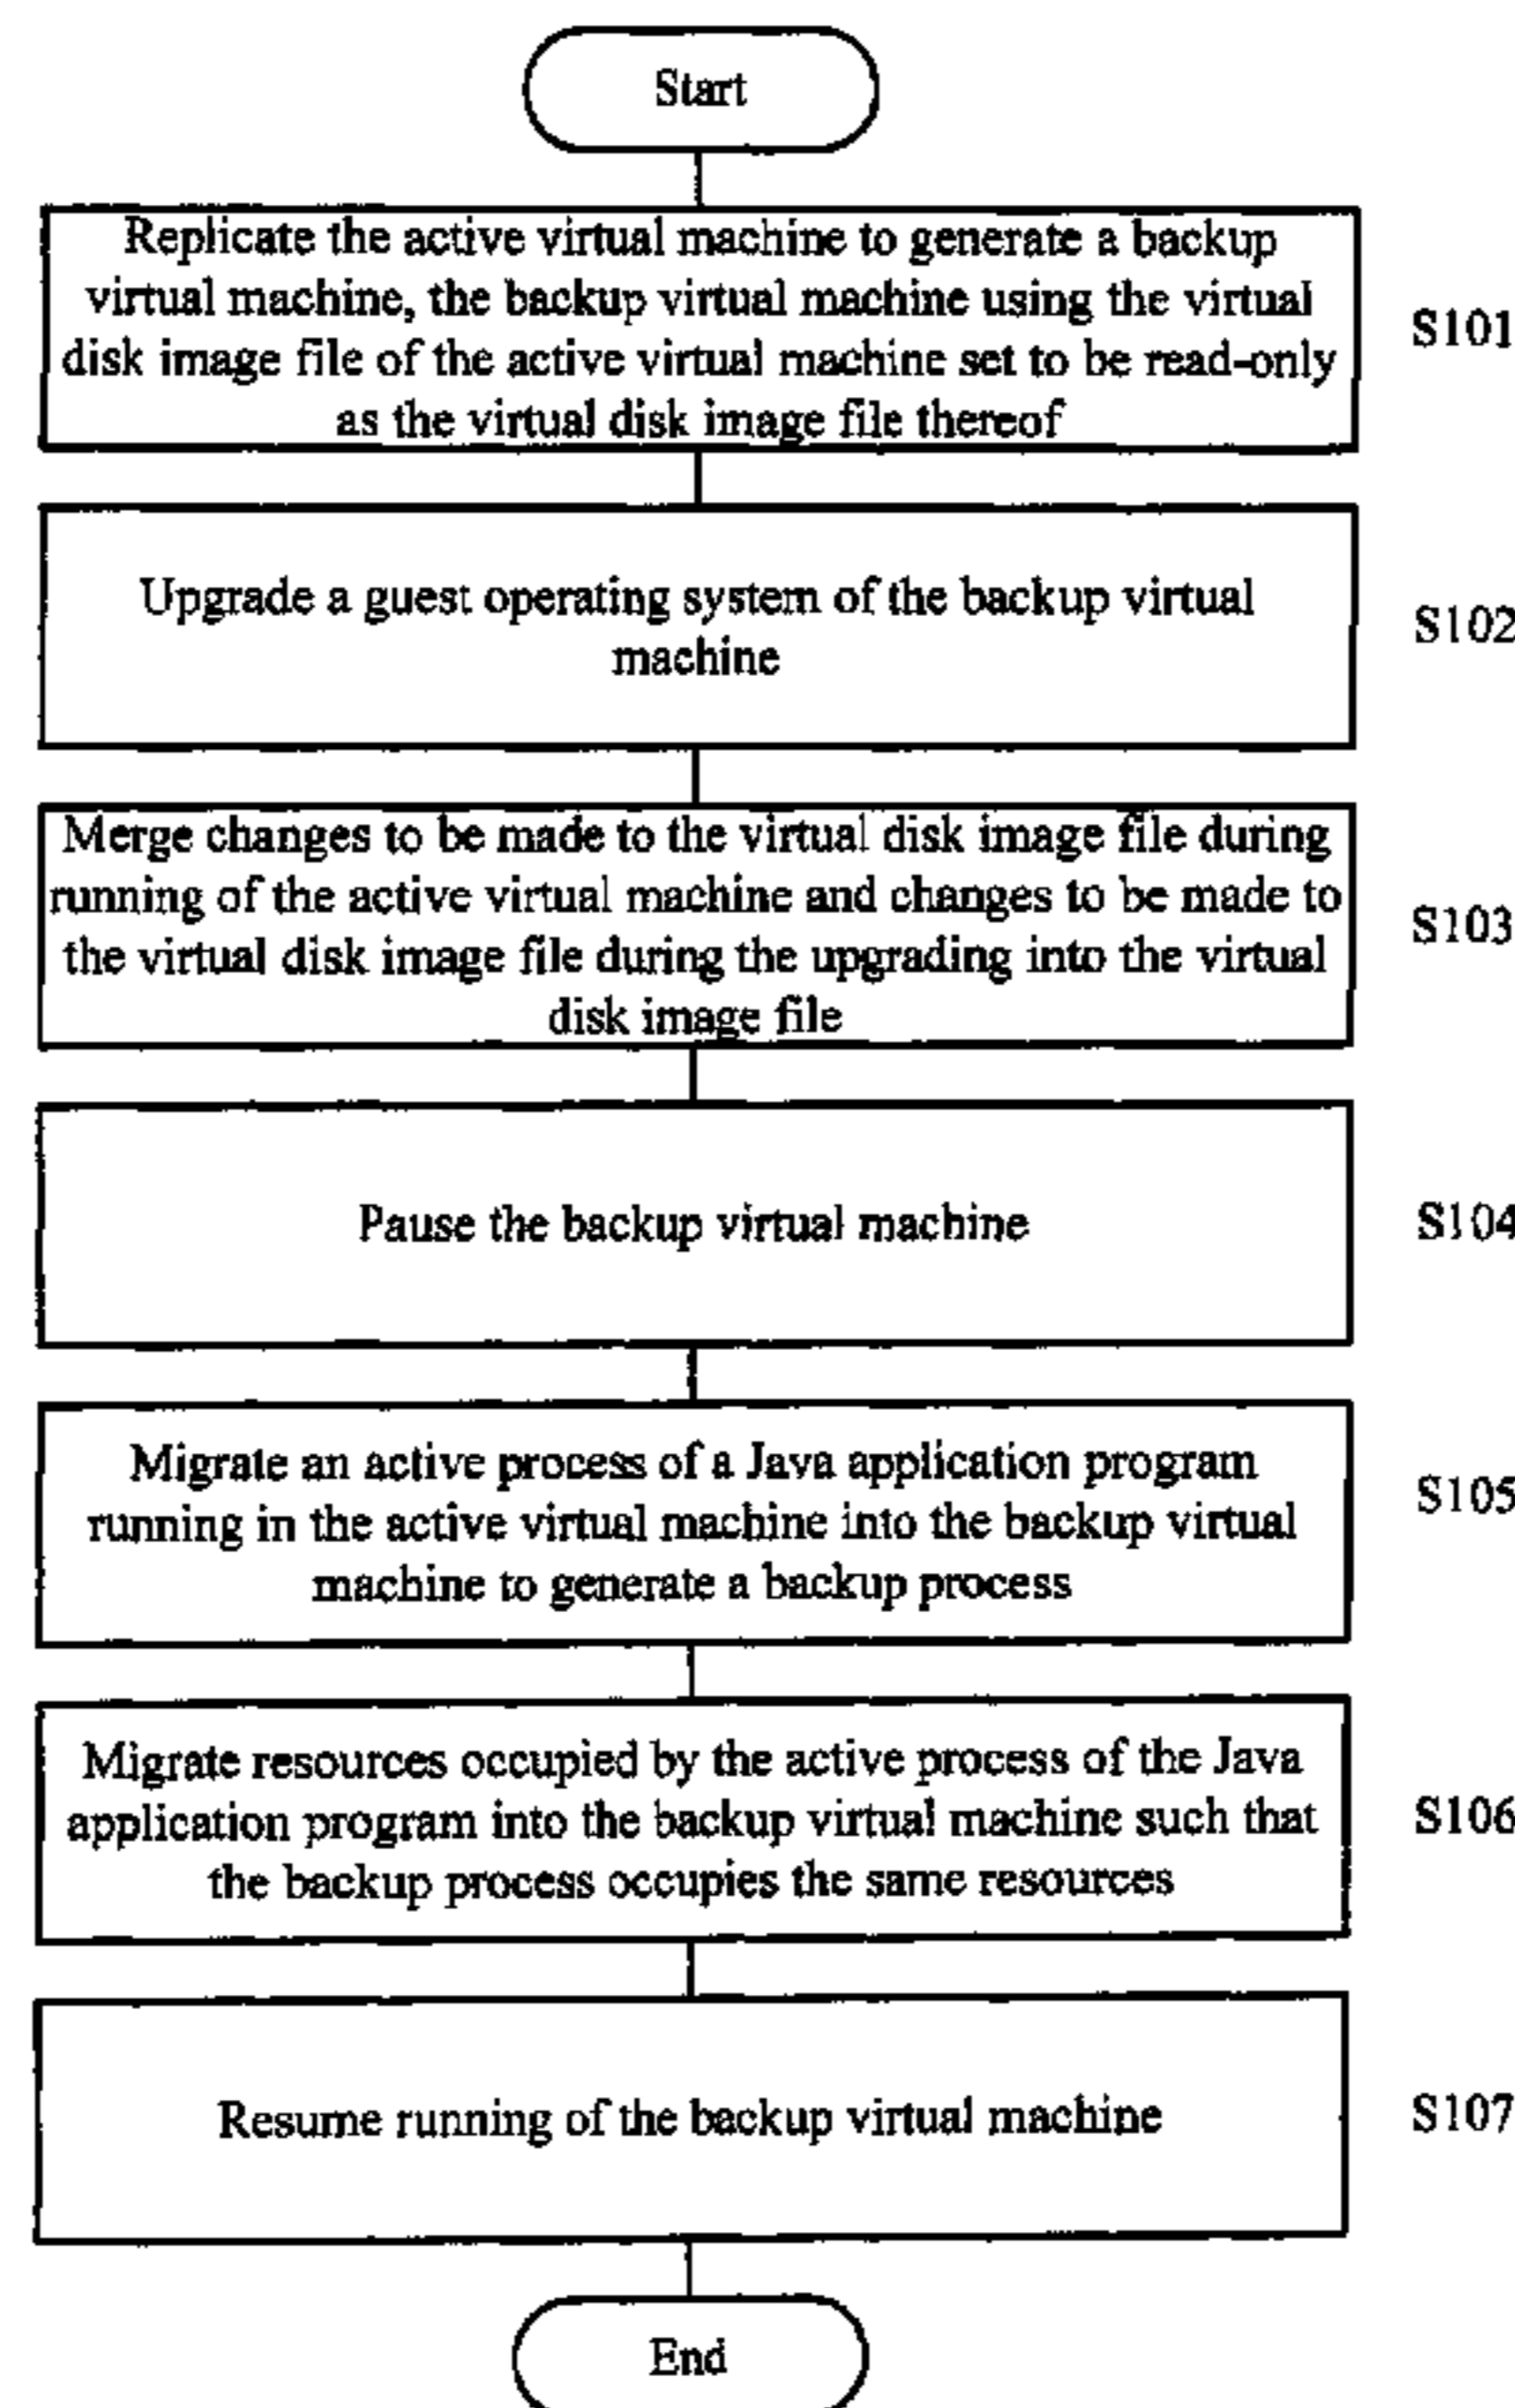 Start
Replicate the active virtual machine to generate a backup
virtual machine, the backup virtual machine using the virtual
disk image file of the active virtual machine set to be read-only
as the virtual disk image file thereof
S101
Upgrade a guest operating system of the backup virtual
machine
S102
Merge changes to be made to the virtual disk image file during
running of the active virtual machine and changes to be made to
the virtual disk image file during the upgrading into the virtual
disk image file
S103
Pause the backup virtual machine
S104
Migrate an active process of a Java application program
running in the active virtual machine into the backup virtual
machine to generate a backup process
S105
Migrate resources occupied by the active process of the Java
application program into the backup virtual machine such that
the backup process occupies the same resources
S106
Resume running of the backup virtual machine
S107
End